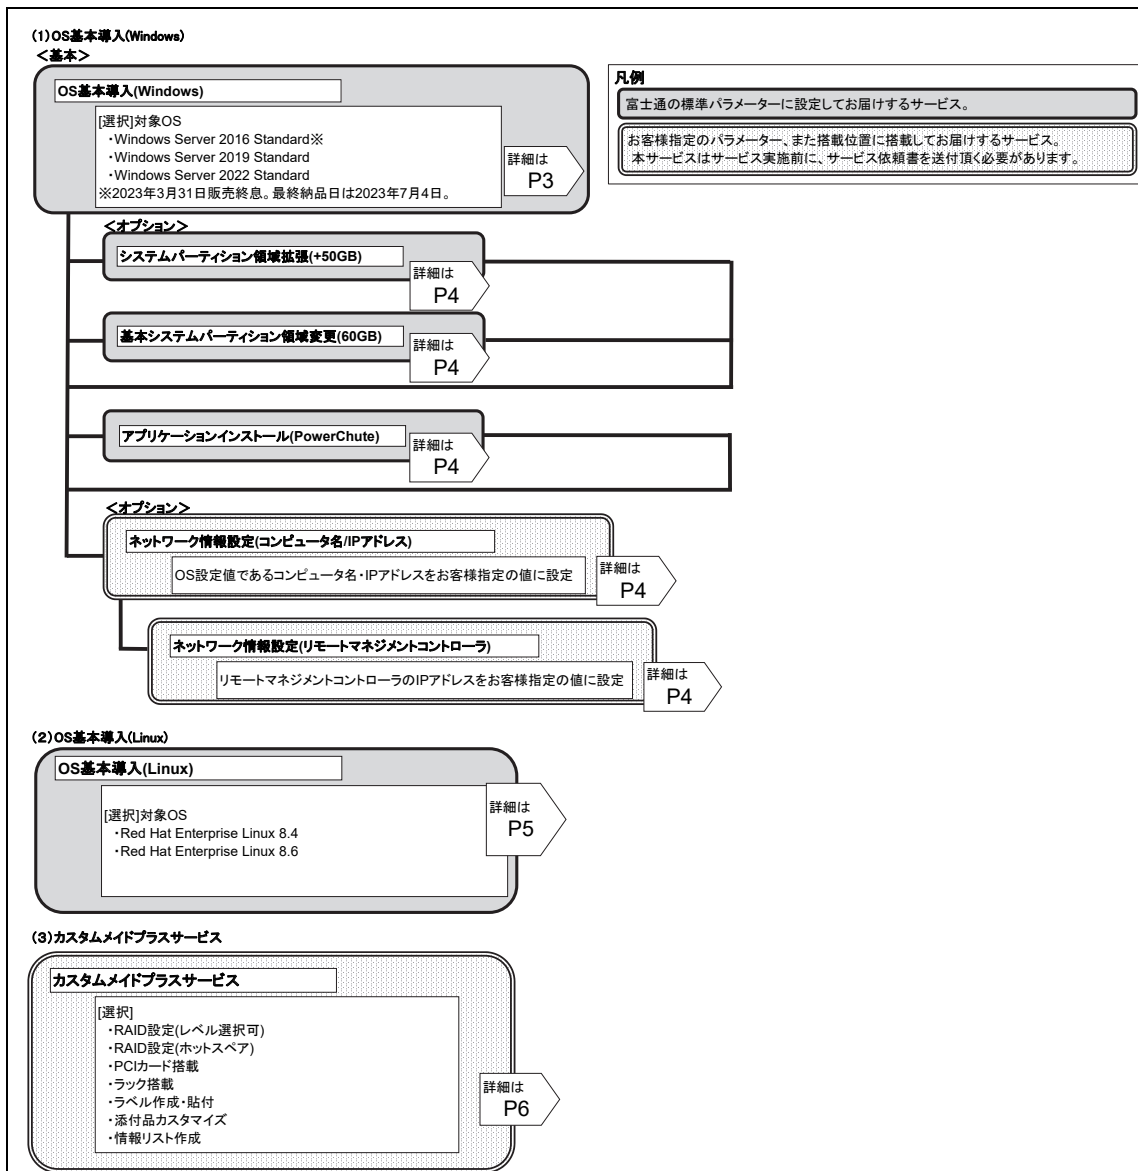 (1)OS基本導入(Windows)
＜基本＞
OS基本導入(Windows)
[選択]対象OS
・Windows Server 2016 Standard※
・Windows Server 2019 Standard
・Windows Server 2022 Standard
※2023年3月31日販売終息。最終納品日は2023年7月4日。
詳細は
P3
凡例
富士通の標準パラメーターに設定してお届けするサービス。
お客様指定のパラメーター、また搭載位置に搭載してお届けするサービス。
本サービスはサービス実施前に、サービス依頼書を送付頂く必要があります。
＜オプション＞
システムパーティション領域拡張(+50GB)
詳細は
P4
基本システムパーティション領域変更(60GB)
詳細は
P4
アプリケーションインストール(PowerChute)
詳細は
P4
＜オプション＞
ネットワーク情報設定(コンピュータ名/IPアドレス)
OS設定値であるコンピュータ名・IPアドレスをお客様指定の値に設定
詳細は
P4
ネットワーク情報設定(リモートマネジメントコントローラ)
リモートマネジメントコントローラのIPアドレスをお客様指定の値に設定
詳細は
P4
(2)OS基本導入(Linux)
OS基本導入(Linux)
[選択]対象OS
・Red Hat Enterprise Linux 8.4
・Red Hat Enterprise Linux 8.6
詳細は
P5
(3)カスタムメイドプラスサービス
カスタムメイドプラスサービス
[選択]
・RAID設定(レベル選択可)
・RAID設定(ホットスペア)
・PCIカード搭載
・ラック搭載
・ラベル作成・貼付
・添付品カスタマイズ
・情報リスト作成
詳細は
P6